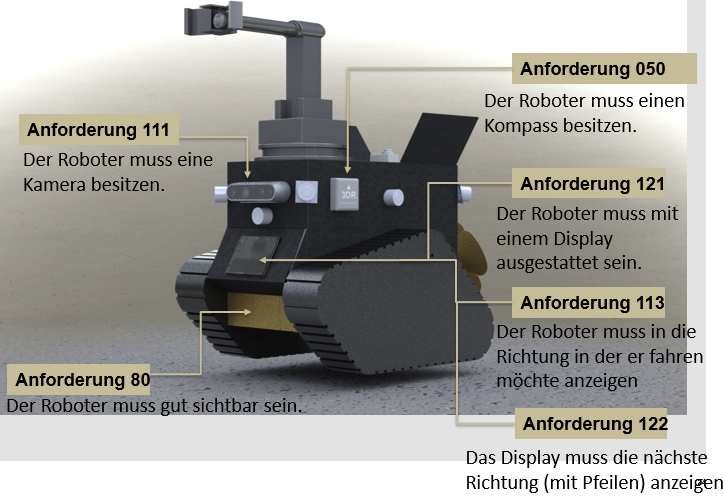 Anforderung 050
Der Roboter muss einen
Kompass besitzen.
Anforderung 111
Der Roboter muss eine
Kamera besitzen.
3DR
Anforderung 121
Der Roboter muss mit
einem Display
ausgestattet sein.
Anforderung 113
Der Roboter muss in die
Richtung in der er fahren
möchte anzeigen
Anforderung 80
Der Roboter muss gut sichtbar sein.
Anforderung 122
Das Display muss die nächste
Richtung (mit Pfeilen) anzeigen